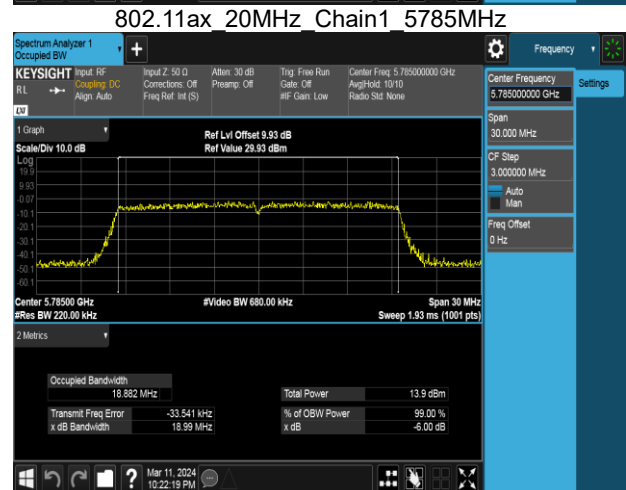 802.11ax_20MHz_Chain1_5785MHz
Spectrum Analyzer 1
Occupied BW
Frequency
KEYSIGHT
RL
LXI
Input: RF
Coupling: DC
Align: Auto
Input Z: 50 Ω
Corrections: Off
Freq Ref: Int (S)
Atten: 30 dB
Preamp: Off
Trig: Free Run
Gate: Off
#IF Gain: Low
Center Freq: 5.785000000 GHz
Avg|Hold: 10/10
Radio Std: None
Center Frequency
5.785000000 GHz
Settings
Span
30.000 MHz
CF Step
3.000000 MHz
Auto
Man
Freq Offset
0 Hz
1 Graph
Scale/Div 10.0 dB
Ref Lvl Offset 9.93 dB
Ref Value 29.93 dBm
Log
19.9
9.93
-0.07
-10.1
-20.1
-30.1
-40.1
-50.1
-60.1
Center 5.78500 GHz
#Res BW 220.00 kHz
#Video BW 680.00 kHz
Span 30 MHz
Sweep 1.93 ms (1001 pts)
2 Metrics
Occupied Bandwidth
18.882 MHz
Transmit Freq Error -33.541 kHz
x dB Bandwidth 18.99 MHz
Total Power 13.9 dBm
% of OBW Power 99.00 %
x dB -6.00 dB
?
Mar 11, 2024
10:22:19 PM